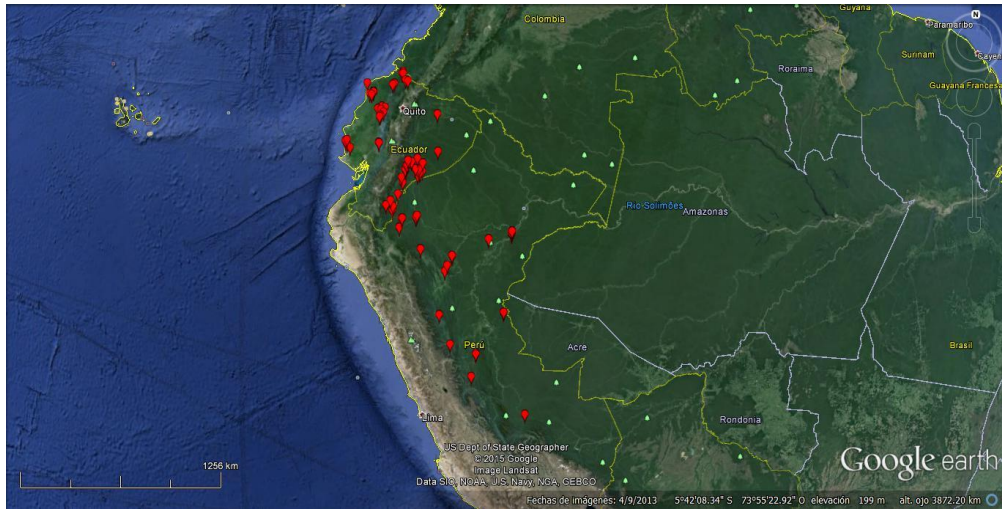 Colombia
Guyana
Paramaribo
N
Roraima
Surinam
Guayana Francesa
Quito
Ecuador
Rio Solimões
Amazonas
Perú
Acre
Brasil
Lima
Rondônia
US Dept of State Geographer
© 2015 Google
Image Landsat
Data SIO, NOAA, U.S. Navy, NGA, GEBCO
Google earth
1256 km
Fechas de imágenes: 4/9/2013 5°42'08.34" S 73°55'22.92" O elevación 199 m alt. ojo 3872.20 km